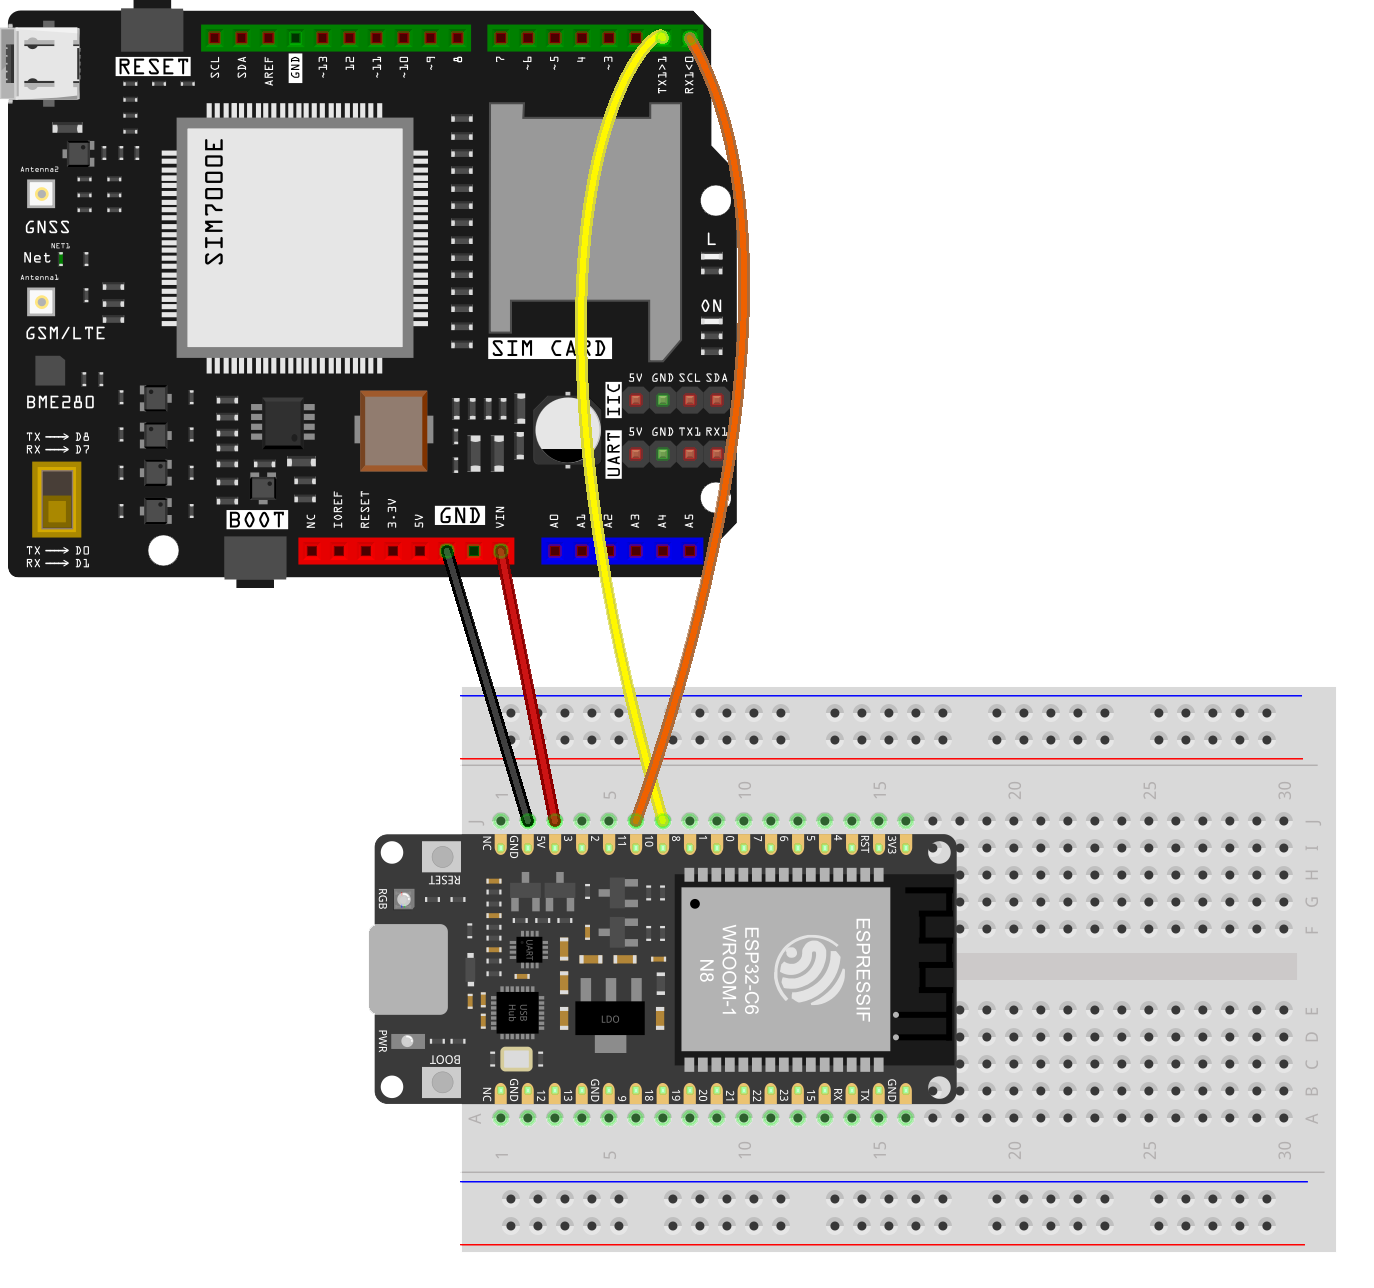 RESET
SCL SDA AREF GND ~13 12 ~11 ~10 ~9 8
7 ~6 ~5 4 ~3 TX1>1 RX1<0
SIM7000E
Antenna2
GNSS
NET1
Net
Antenna1
GSM/LTE
L
ON
SIM CARD
BME280
IIC
5V GND SCL SDA
UART
5V GND TX1 RX1
TX → D8
RX → D7
TX → D0
RX → D1
BOOT
NC IOREF RESET 3.3V 5V GND VIN
A0 A1 A2 A3 A4 A5
1 5 10 15 20 25 30
J J
I
H
G
F
NC GND 5V 3 2 11 10 8 1 0 7 6 5 4 RST 3V3
RESET
RGB
UART
USB
Hub
LDO
ESP32-C6
WROOM-1
N8
ESPRESSIF
PWR
BOOT
NC GND 12 13 GND 9 18 19 20 21 22 23 15 RX TX GND
E
D
C
B
A A
1 5 10 15 20 25 30